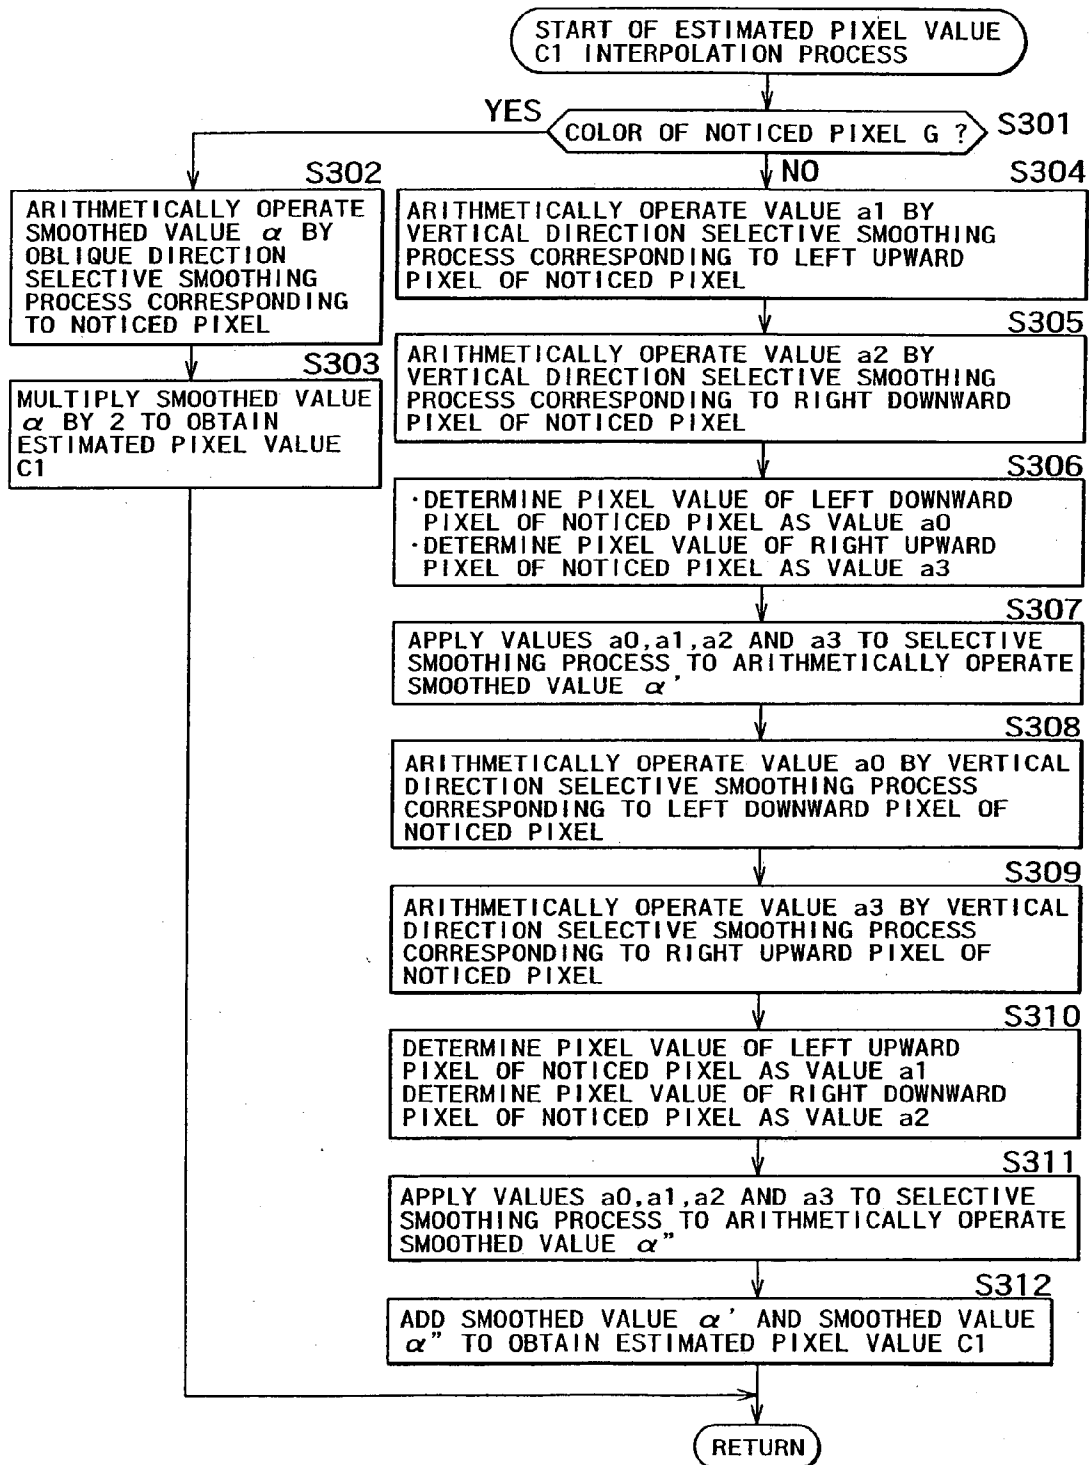 START OF ESTIMATED PIXEL VALUE
C1 INTERPOLATION PROCESS
YES
COLOR OF NOTICED PIXEL G ?
S301
NO
S302
ARITHMETICALLY OPERATE
SMOOTHED VALUE α BY
OBLIQUE DIRECTION
SELECTIVE SMOOTHING
PROCESS CORRESPONDING
TO NOTICED PIXEL
S303
MULTIPLY SMOOTHED VALUE
α BY 2 TO OBTAIN
ESTIMATED PIXEL VALUE
C1
S304
ARITHMETICALLY OPERATE VALUE a1 BY
VERTICAL DIRECTION SELECTIVE SMOOTHING
PROCESS CORRESPONDING TO LEFT UPWARD
PIXEL OF NOTICED PIXEL
S305
ARITHMETICALLY OPERATE VALUE a2 BY
VERTICAL DIRECTION SELECTIVE SMOOTHING
PROCESS CORRESPONDING TO RIGHT DOWNWARD
PIXEL OF NOTICED PIXEL
S306
·DETERMINE PIXEL VALUE OF LEFT DOWNWARD
PIXEL OF NOTICED PIXEL AS VALUE a0
·DETERMINE PIXEL VALUE OF RIGHT UPWARD
PIXEL OF NOTICED PIXEL AS VALUE a3
S307
APPLY VALUES a0,a1,a2 AND a3 TO SELECTIVE
SMOOTHING PROCESS TO ARITHMETICALLY OPERATE
SMOOTHED VALUE α'
S308
ARITHMETICALLY OPERATE VALUE a0 BY VERTICAL
DIRECTION SELECTIVE SMOOTHING PROCESS
CORRESPONDING TO LEFT DOWNWARD PIXEL OF
NOTICED PIXEL
S309
ARITHMETICALLY OPERATE VALUE a3 BY VERTICAL
DIRECTION SELECTIVE SMOOTHING PROCESS
CORRESPONDING TO RIGHT UPWARD PIXEL OF
NOTICED PIXEL
S310
DETERMINE PIXEL VALUE OF LEFT UPWARD
PIXEL OF NOTICED PIXEL AS VALUE a1
DETERMINE PIXEL VALUE OF RIGHT DOWNWARD
PIXEL OF NOTICED PIXEL AS VALUE a2
S311
APPLY VALUES a0,a1,a2 AND a3 TO SELECTIVE
SMOOTHING PROCESS TO ARITHMETICALLY OPERATE
SMOOTHED VALUE α"
S312
ADD SMOOTHED VALUE α' AND SMOOTHED VALUE
α" TO OBTAIN ESTIMATED PIXEL VALUE C1
RETURN